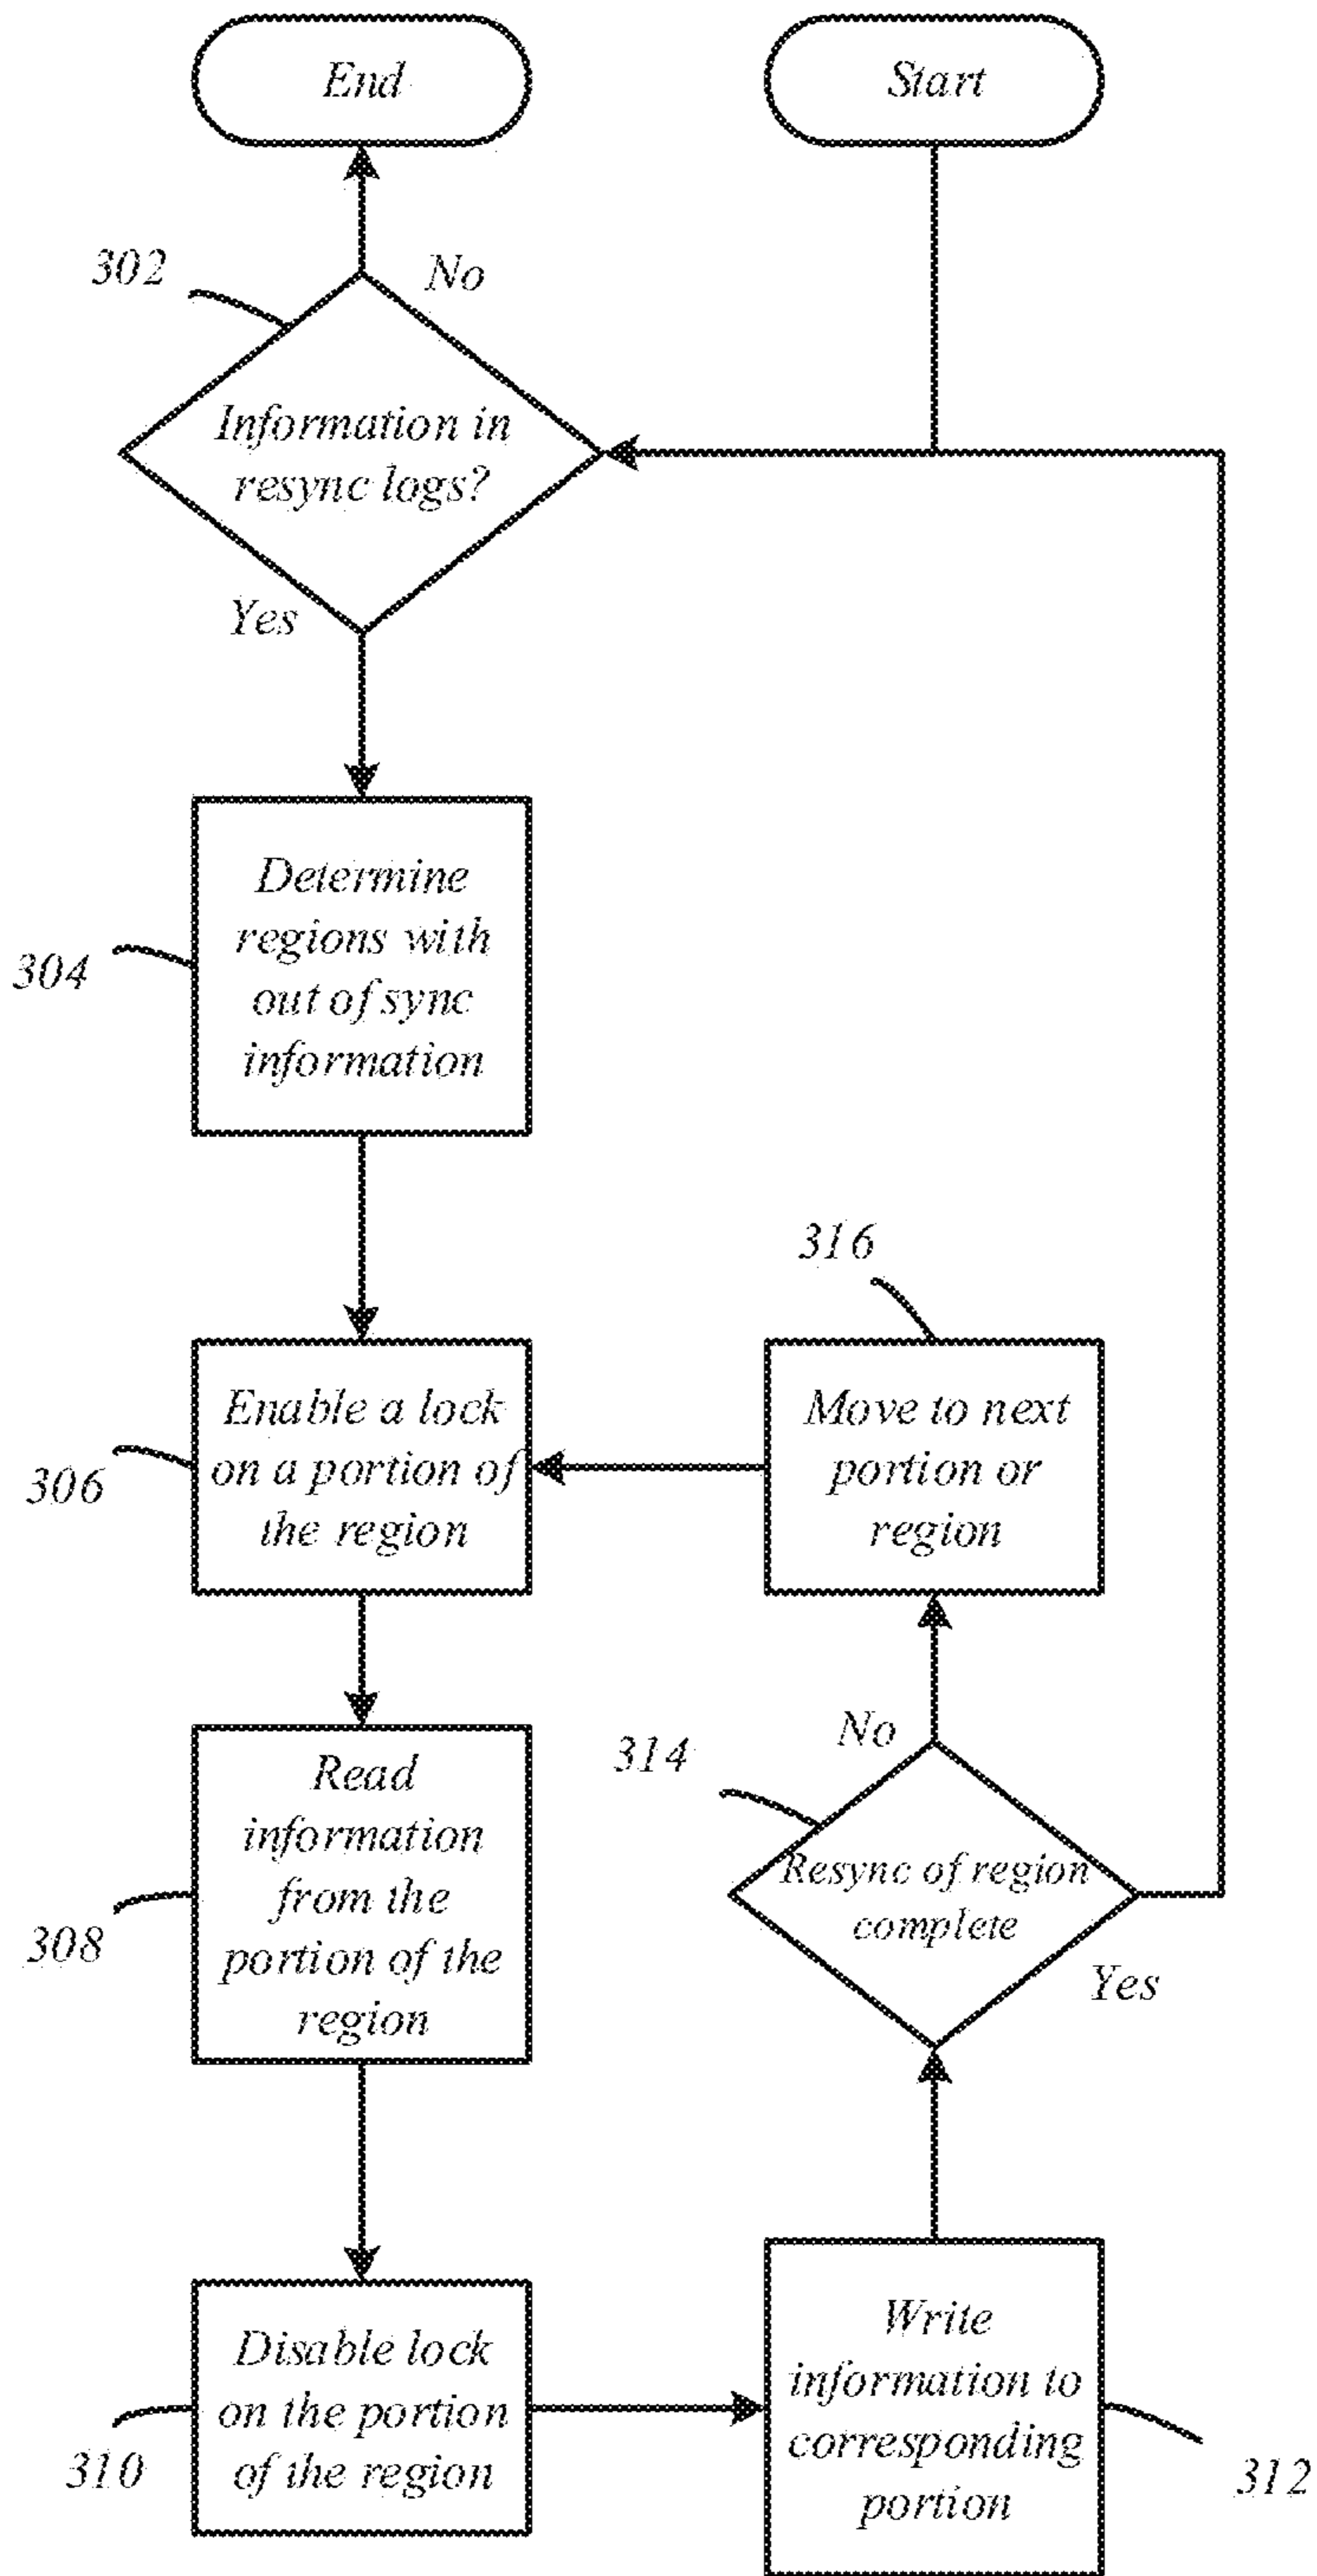 End
Start
302
No
Information in
resync logs?
Yes
Determine
regions with
out of sync
information
304
316
Enable a lock
on a portion of
the region
306
Move to next
portion or
region
No
314
Read
information
from the
portion of the
region
308
Resync of region
complete
Yes
Disable lock
on the portion
of the region
310
Write
information to
corresponding
portion
312